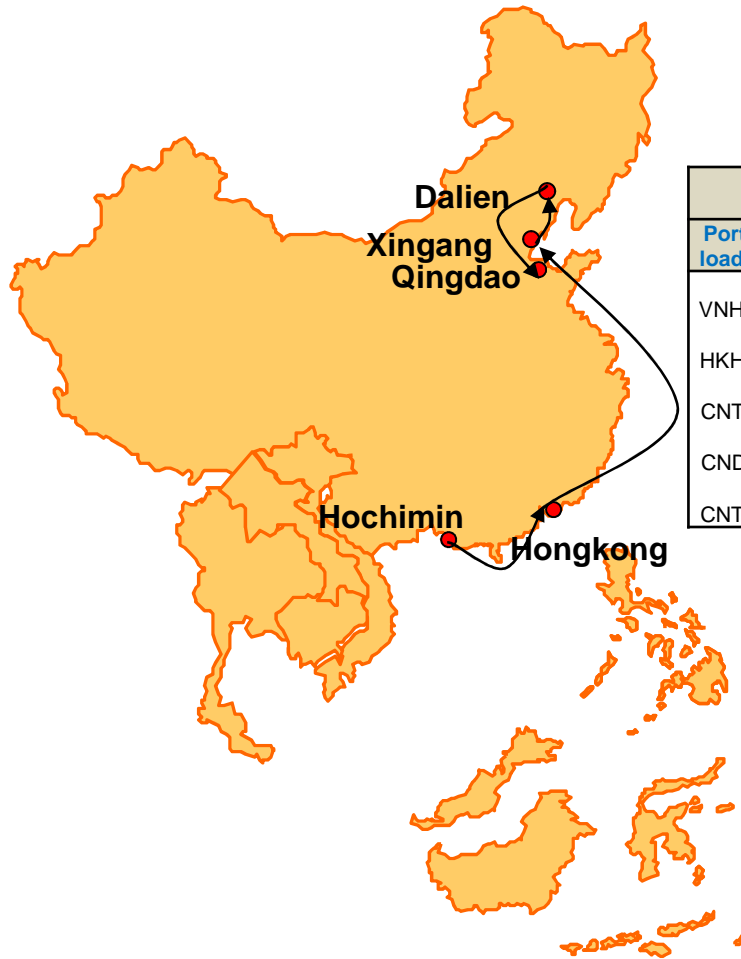 Dalien
Xingang
Qingdao
Hochimin
Hongkong
Port
load
VNH
HKH
CNT
CND
CNT